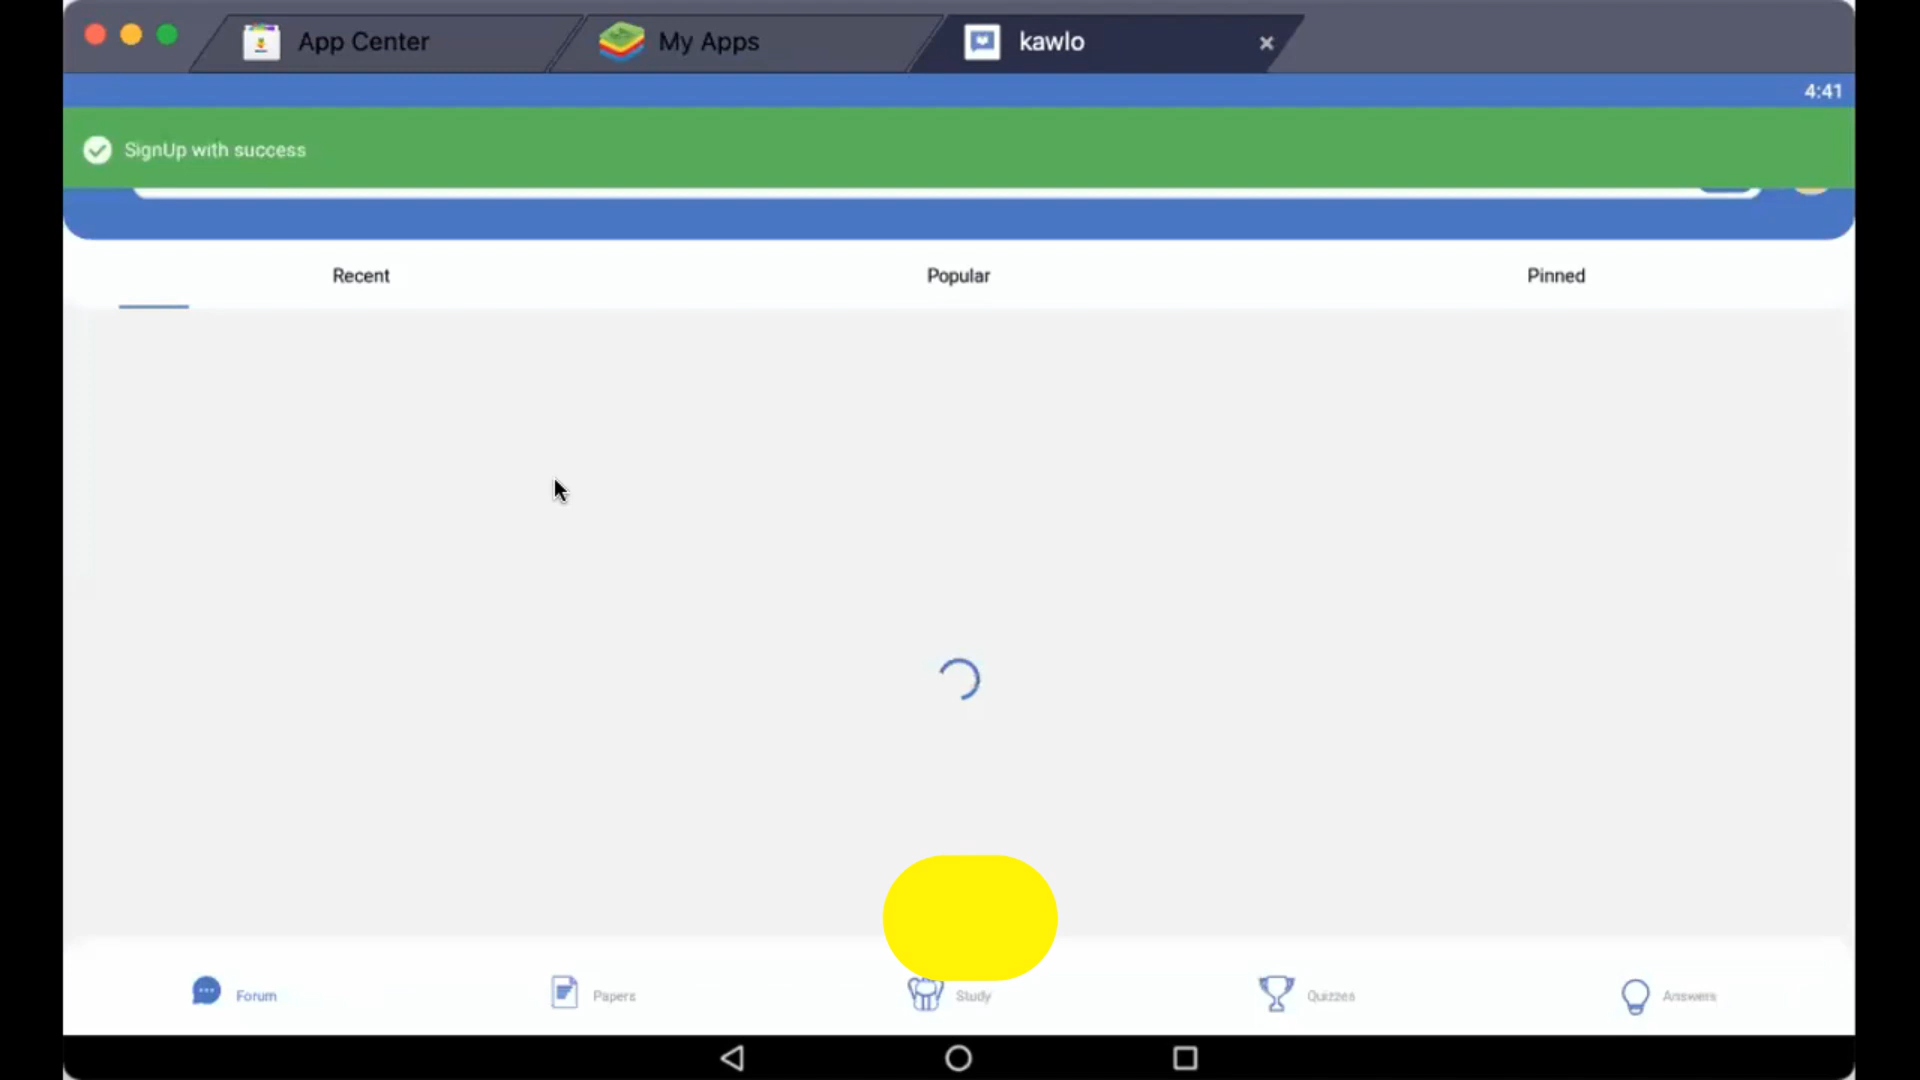 App Center
My Apps
kawlo
4:41
SignUp with success
Recent
Popular
Pinned
Forum
Papers
Study
Quizzes
Answers